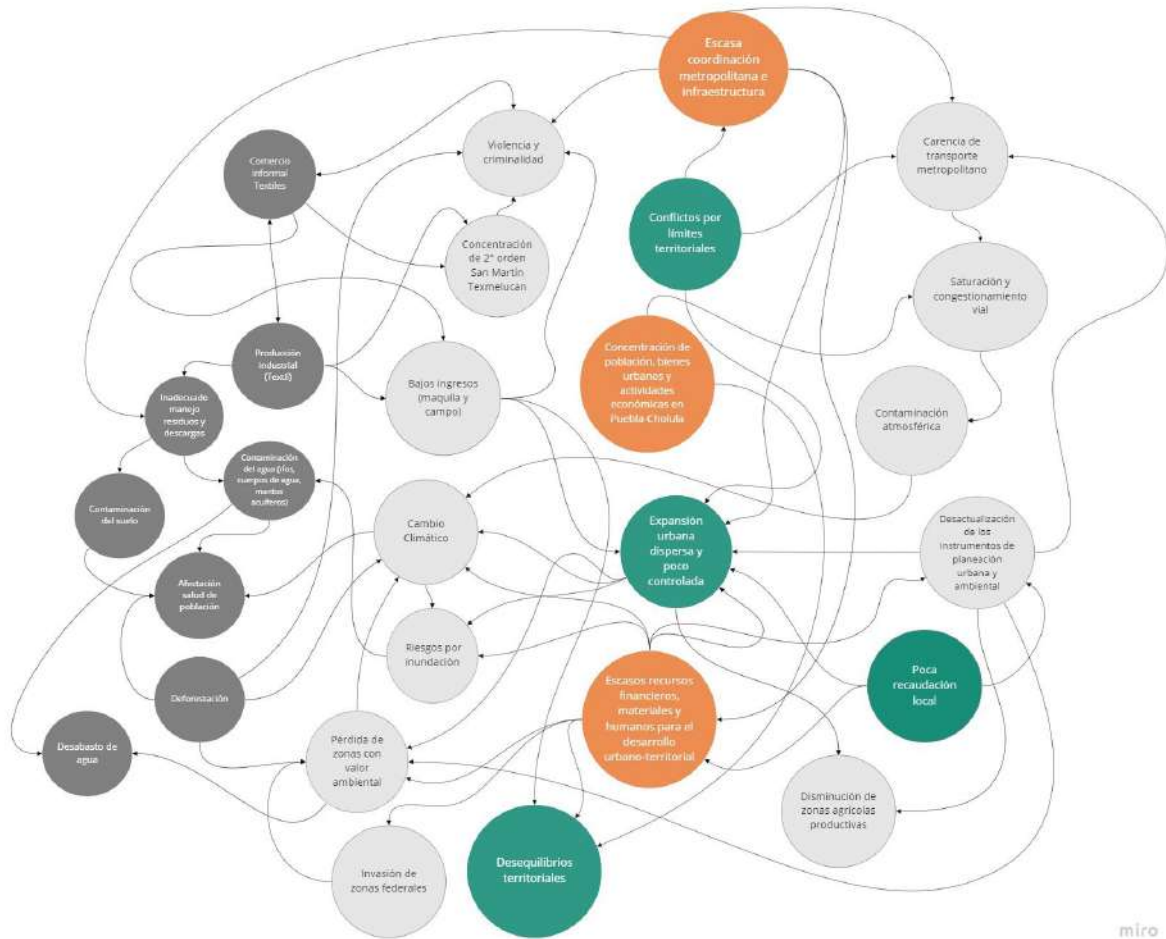 Escasa
coordinación
metropolitana e
infraestructura
Violencia y
criminalidad
Carencia de
transporte
metropolitano
Comercio
informal
Textiles
Conflictos por
límites
territoriales
Concentración
de 2° orden
San Martín
Texmelucan
Saturación y
congestionamiento
vial
Producción
industrial
(Textil)
Concentración de
población, bienes
urbanos y
actividades
económicas en
Puebla-Cholula
Bajos ingresos
(maquila y
campo)
Inadecuado
manejo
residuos y
descargas
Contaminación
atmosférica
Contaminación
del agua (ríos,
cuerpos de agua,
mantos
acuíferos)
Contaminación
del suelo
Cambio
Climático
Expansión
urbana
dispersa y
poco
controlada
Desactualización
de los
instrumentos de
planeación
urbana y
ambiental
Afectación
salud de
población
Riesgos por
inundación
Escasos recursos
financieros,
materiales y
humanos para el
desarrollo
urbano-territorial
Poca
recaudación
local
Deforestación
Desabasto de
agua
Pérdida de
zonas con
valor
ambiental
Disminución de
zonas agrícolas
productivas
Invasión de
zonas federales
Desequilibrios
territoriales
miro